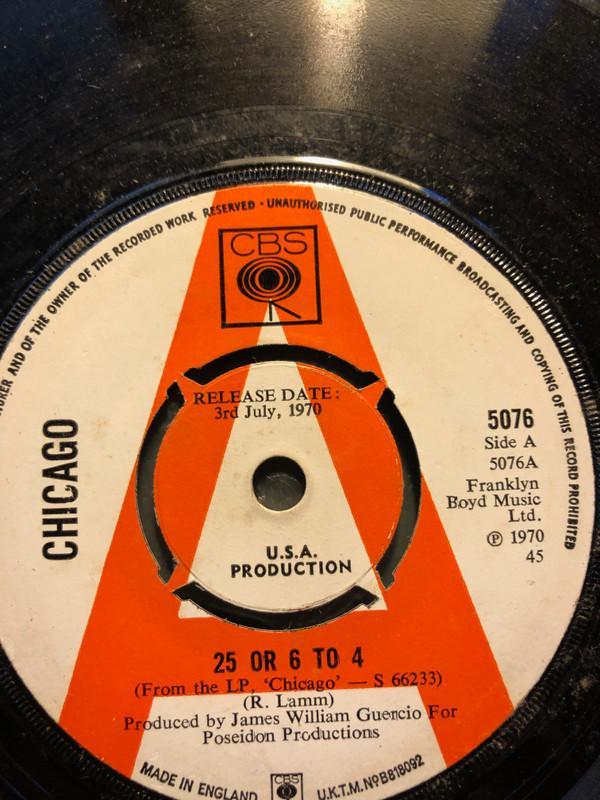 URER AND OF THE OWNER OF THE RECORDED WORK RESERVED · UNAUTHORISED PUBLIC PERFORMANCE BROADCASTING AND COPYING OF THIS RECORD PROHIBITED
CBS
RELEASE DATE:
3rd July, 1970
CHICAGO
5076
Side A
5076A
Franklyn
Boyd Music
Ltd.
℗ 1970
45
U.S.A.
PRODUCTION
25 OR 6 TO 4
(From the LP, 'Chicago' — S 66233)
(R. Lamm)
Produced by James William Guercio For
Poseidon Productions
MADE IN ENGLAND
CBS
U.K.T.M. Nº B818092